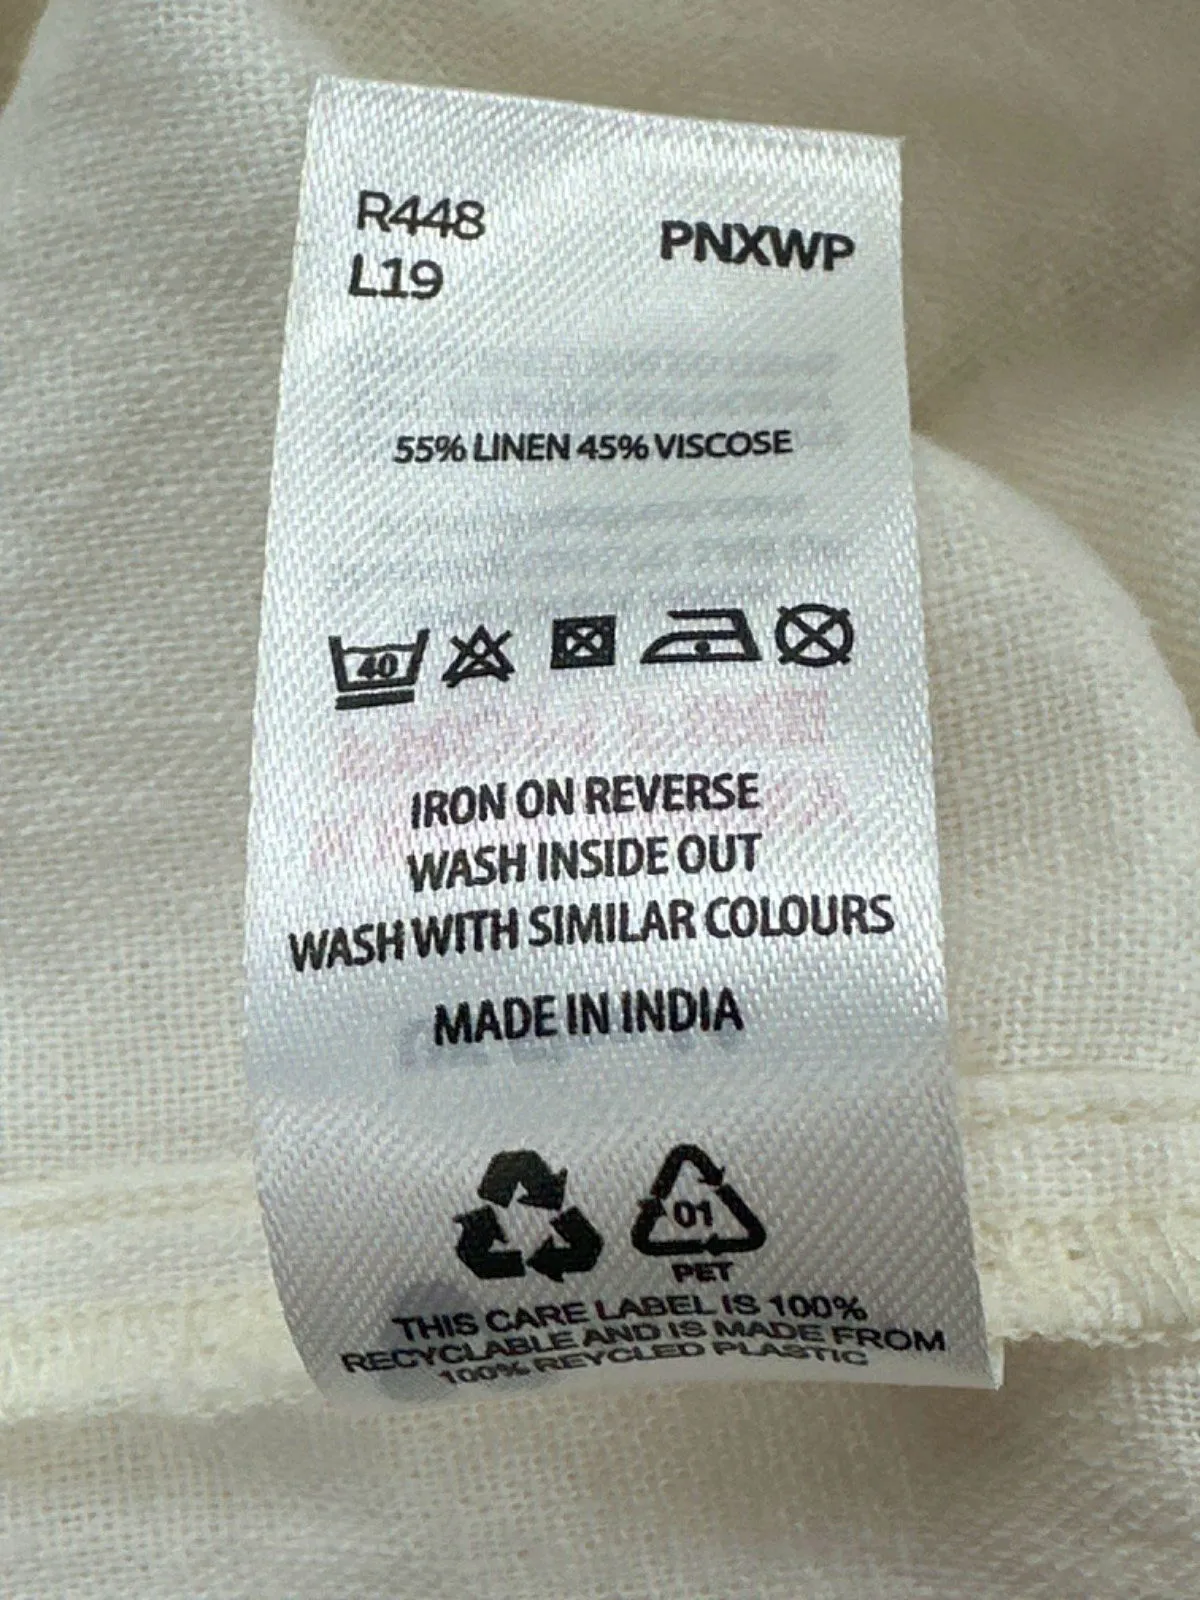 R448
PNXWP
L19
55% LINEN 45% VISCOSE
40
IRON ON REVERSE
WASH INSIDE OUT
WASH WITH SIMILAR COLOURS
MADE IN INDIA
01
PET
THIS CARE LABEL IS 100%
RECYCLABLE AND IS MADE FROM
100% REYCLED PLASTIC